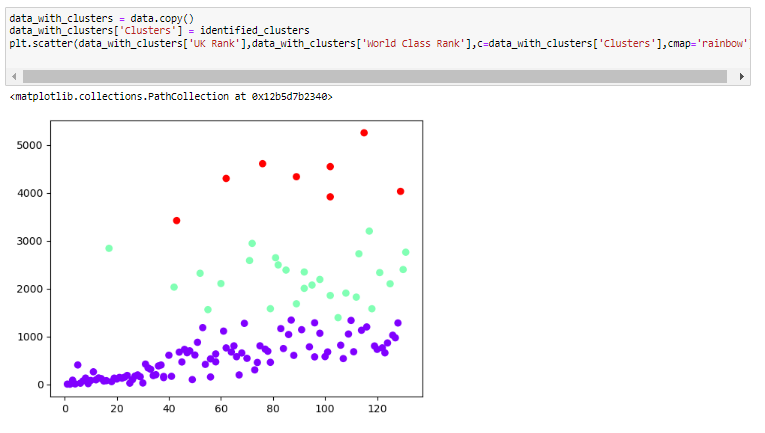 data_with_clusters = data.copy()
data_with_clusters['Clusters'] = identified_clusters
plt.scatter(data_with_clusters['UK Rank'],data_with_clusters['World Class Rank'],c=data_with_clusters['Clusters'],cmap='rainbow'
<matplotlib.collections.PathCollection at 0x12b5d7b2340>
5000
4000
3000
2000
1000
0
0 20 40 60 80 100 120